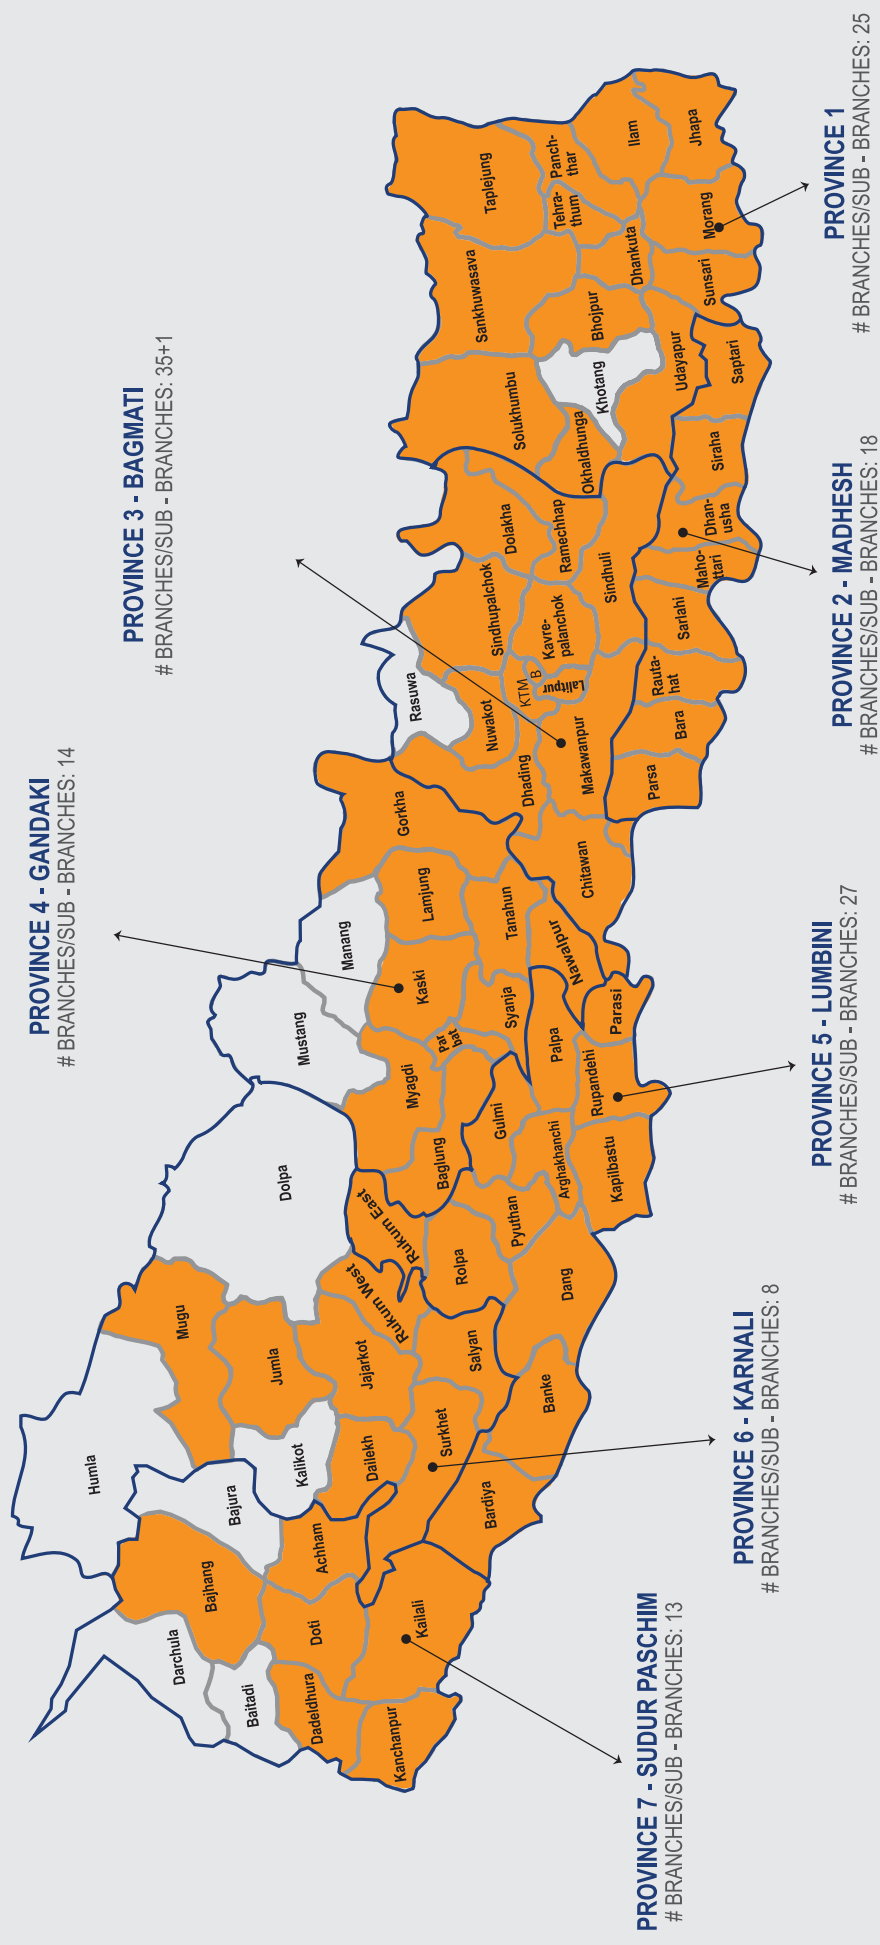 PROVINCE 7 - SUDUR PASCHIM
# BRANCHES/SUB - BRANCHES: 13
PROVINCE 6 - KARNALI
# BRANCHES/SUB - BRANCHES: 8
PROVINCE 5 - LUMBINI
# BRANCHES/SUB - BRANCHES: 27
PROVINCE 4 - GANDAKI
# BRANCHES/SUB - BRANCHES: 14
PROVINCE 3 - BAGMATI
# BRANCHES/SUB - BRANCHES: 35+1
PROVINCE 2 - MADHESH
# BRANCHES/SUB - BRANCHES: 18
PROVINCE 1
# BRANCHES/SUB - BRANCHES: 25
Darchula
Baitadi
Dadeldhura
Kanchanpur
Bajhang
Bajura
Doti
Achham
Kailali
Humla
Mugu
Jumla
Kalikot
Dailekh
Jajarkot
Rukum West
Surkhet
Salyan
Dolpa
Rukum East
Bardiya
Banke
Dang
Rolpa
Pyuthan
Gulmi
Arghakhanchi
Kapilbastu
Rupandehi
Palpa
Parasi
Mustang
Manang
Myagdi
Baglung
Par
bat
Kaski
Syanja
Lamjung
Tanahun
Gorkha
Nawalpur
Rasuwa
Nuwakot
Dhading
Chitawan
Makawanpur
KTM
B
Lalitpur
Kavre-
palanchok
Sindhupalchok
Dolakha
Ramechhap
Sindhuli
Parsa
Bara
Rauta-
hat
Sarlahi
Maho-
ttari
Dhan-
usha
Siraha
Saptari
Solukhumbu
Okhaldhunga
Khotang
Udayapur
Sankhuwasava
Bhojpur
Dhankuta
Sunsari
Morang
Taplejung
Tehra-
thum
Panch-
thar
Ilam
Jhapa